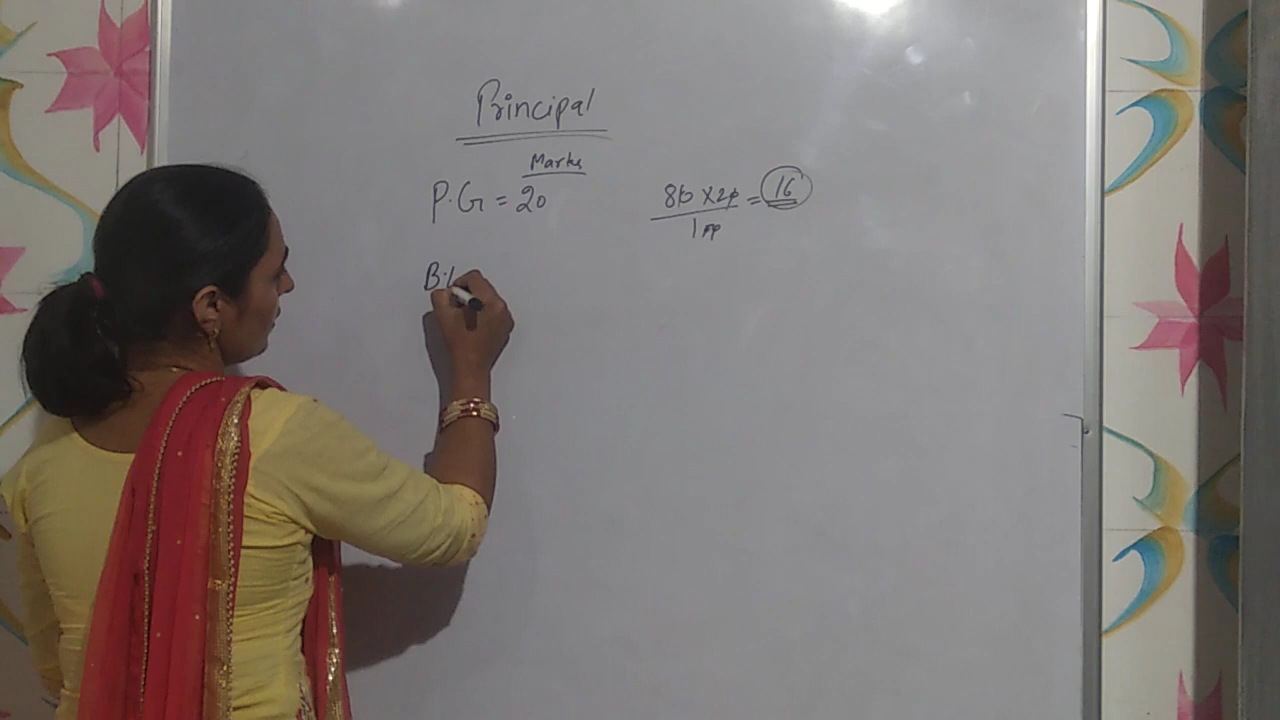 Principal
Marks
P.G = 20
80 x 20 = 16
100
B.